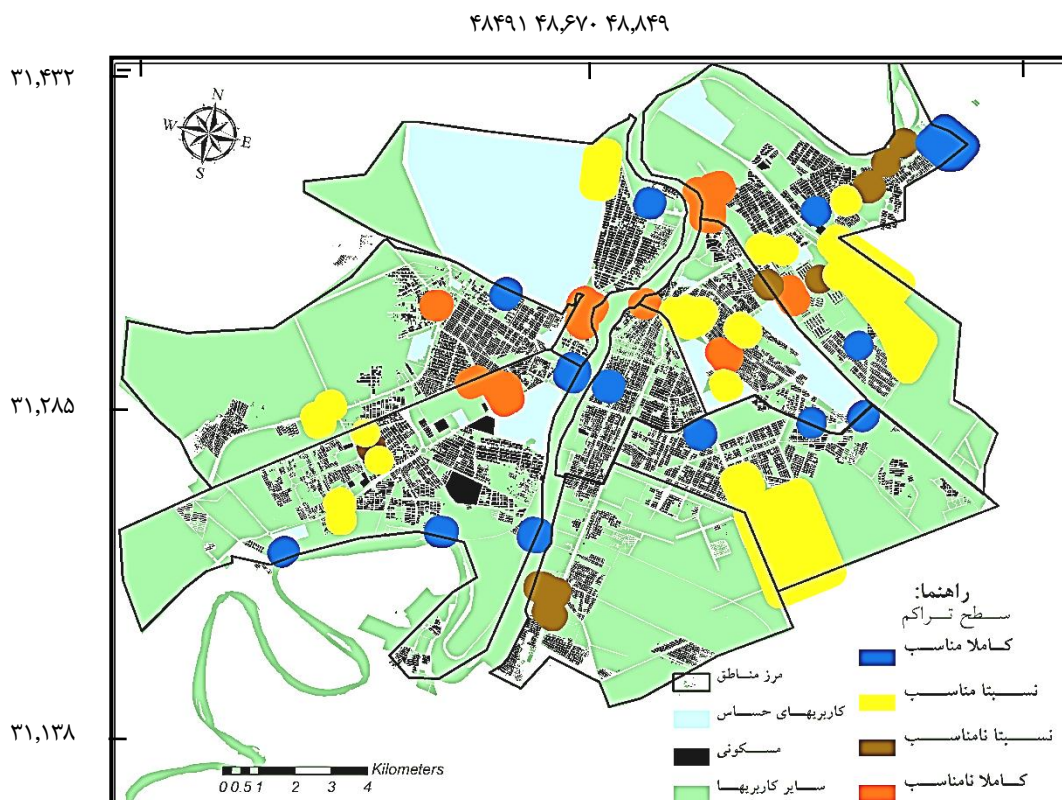 ۴۸۴۹۱ ۴۸,۶۷۰ ۴۸,۸۴۹
۳۱,۴۳۲
N
W E
S
۳۱,۲۸۵
۳۱,۱۳۸
راهنما:
سطح تراکم
کاملا مناسب
نسبتا مناسب
نسبتا نامناسب
کاملا نامناسب
مرز مناطق
کاربریهای حساس
مسکونی
سایر کاربریها
Kilometers
0 0.5 1 2 3 4